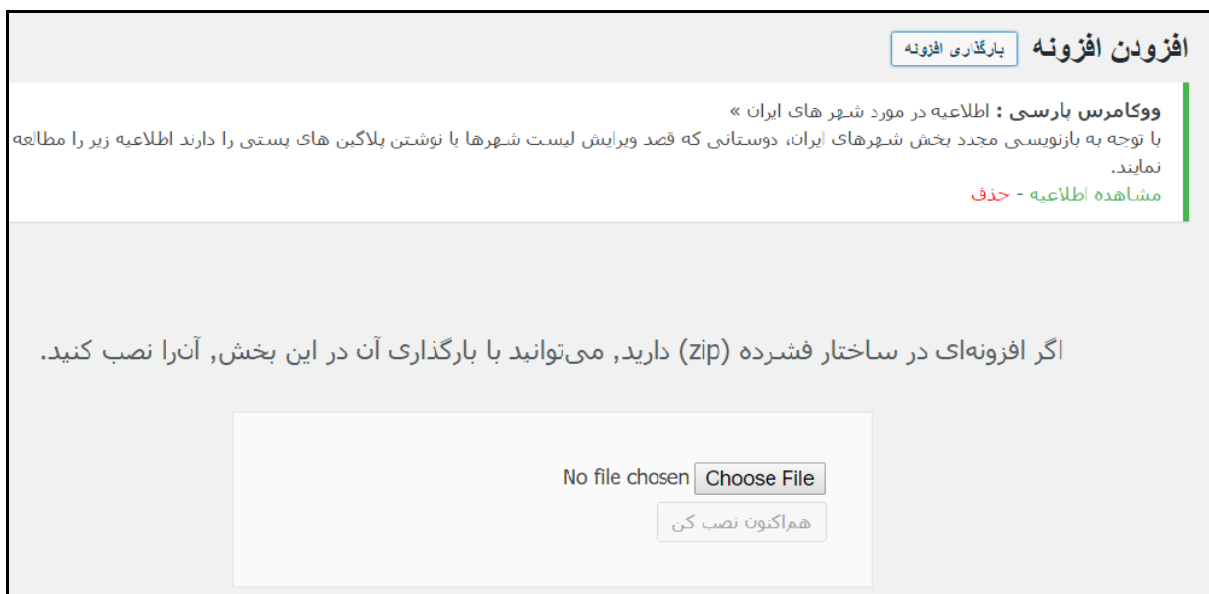 افزودن افزونه بارگذاری افزونه
ووکامرس پارسی : اطلاعیه در مورد شهر های ایران »
با توجه به بازنویسی مجدد بخش شهرهای ایران، دوستانی که قصد ویرایش لیست شهرها یا نوشتن پلاگین های پستی را دارند اطلاعیه زیر را مطالعه
نمایند.
مشاهده اطلاعیه - حذف
اگر افزونه‌ای در ساختار فشرده (zip) دارید, می‌توانید با بارگذاری آن در این بخش, آن‌را نصب کنید.
Choose File No file chosen
هم‌اکنون نصب کن